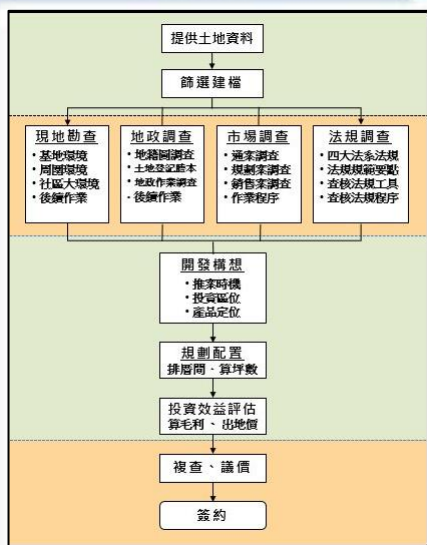 提供土地資料
篩選建檔
現地勘查
・基地環境
・周圍環境
・社區大環境
・後續作業
地政調查
・地籍圖調查
・土地登記謄本
・地政作業調查
・後續作業
市場調查
・通案調查
・規劃案調查
・銷售案調查
・作業程序
法規調查
・四大法系法規
・法規規範要點
・查核法規工具
・查核法規程序
開發構想
・推案時機
・投資區位
・產品定位
規劃配置
排厝間、算坪數
投資效益評估
算毛利、出地價
複查、議價
簽約